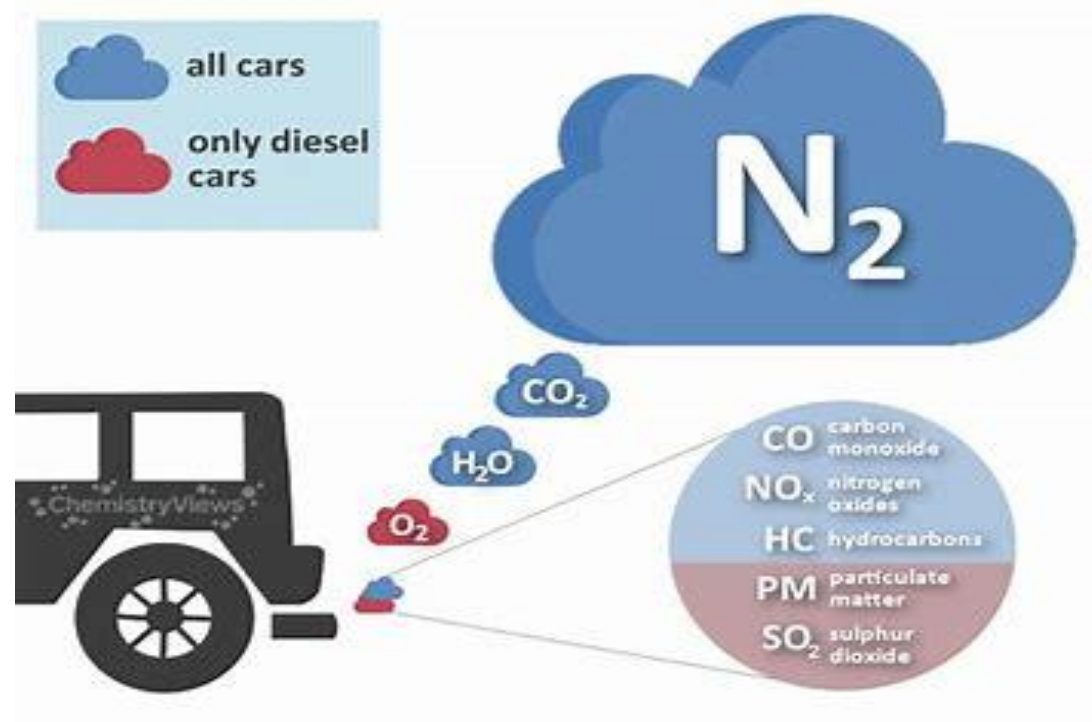 all cars
only diesel
cars
N₂
CO₂
H₂O
O₂
ChemistryViews
CO carbon
monoxide
NOₓ nitrogen
oxides
HC hydrocarbons
PM particulate
matter
SO₂ sulphur
dioxide